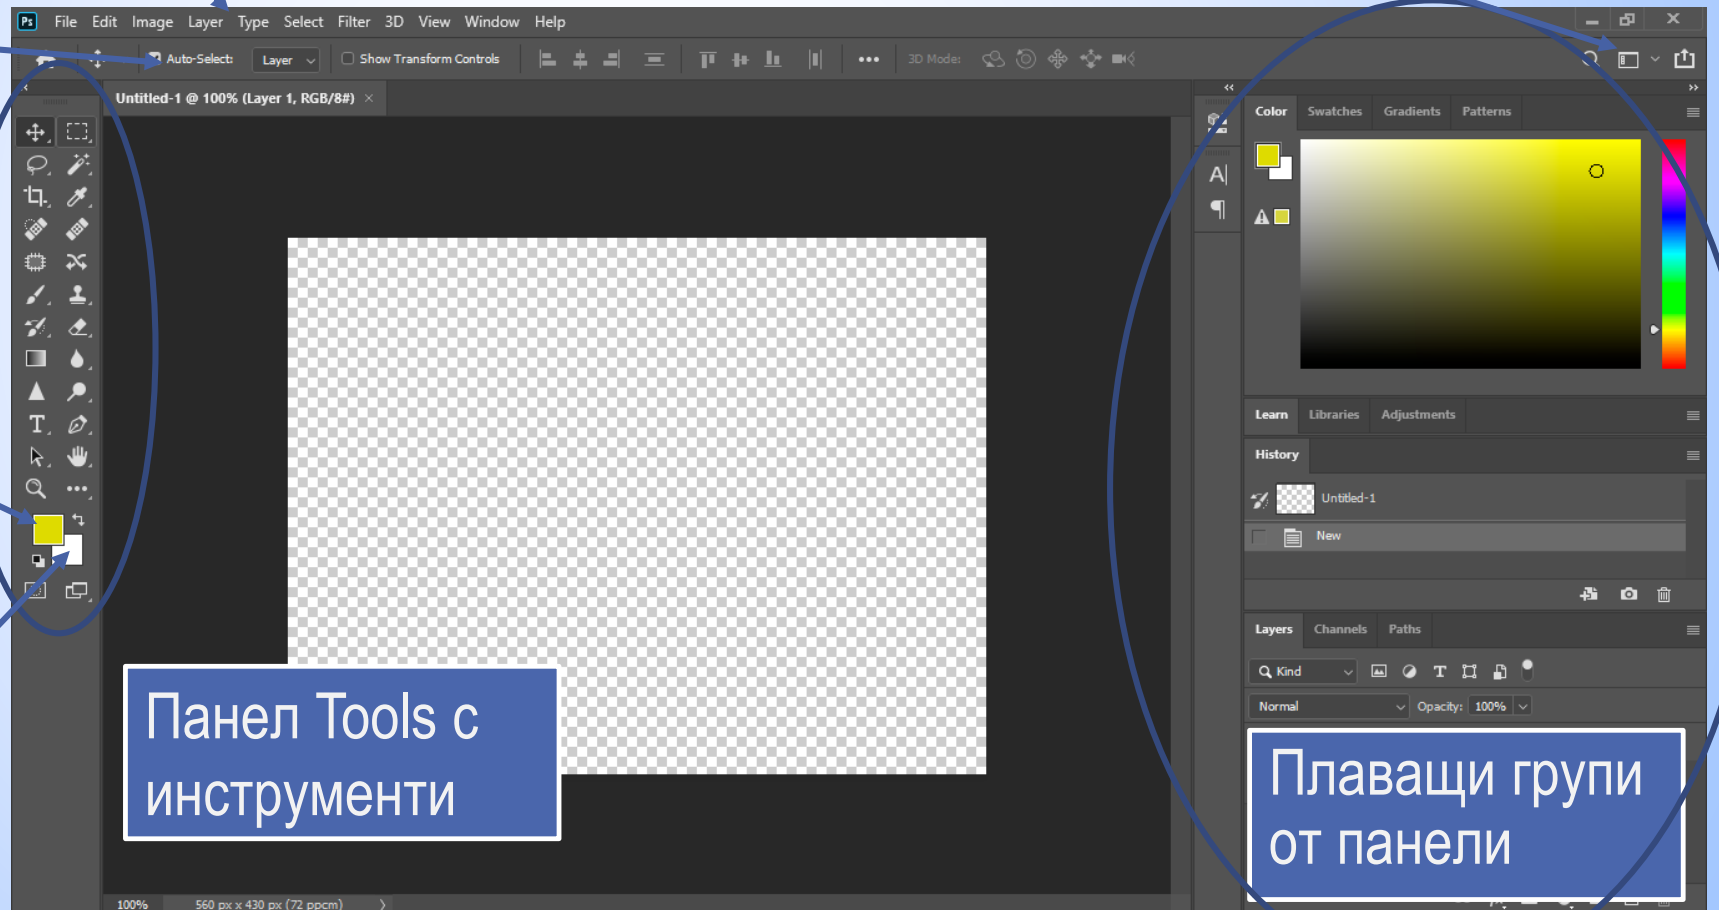 Ps File Edit Image Layer Type Select Filter 3D View Window Help
Auto-Select: Layer Show Transform Controls 3D Mode:
Untitled-1 @ 100% (Layer 1, RGB/8#) ×
Color Swatches Gradients Patterns
A|
¶
Learn Libraries Adjustments
History
Untitled-1
New
Layers Channels Paths
Kind
Normal Opacity: 100%
Панел Tools с
инструменти
Плаващи групи
от панели
100% 560 px x 430 px (72 ppcm)